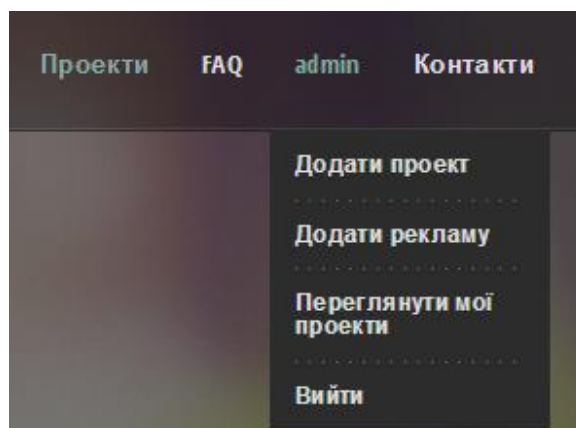 Проекти FAQ admin Контакти
Додати проект
Додати рекламу
Переглянути мої
проекти
Вийти